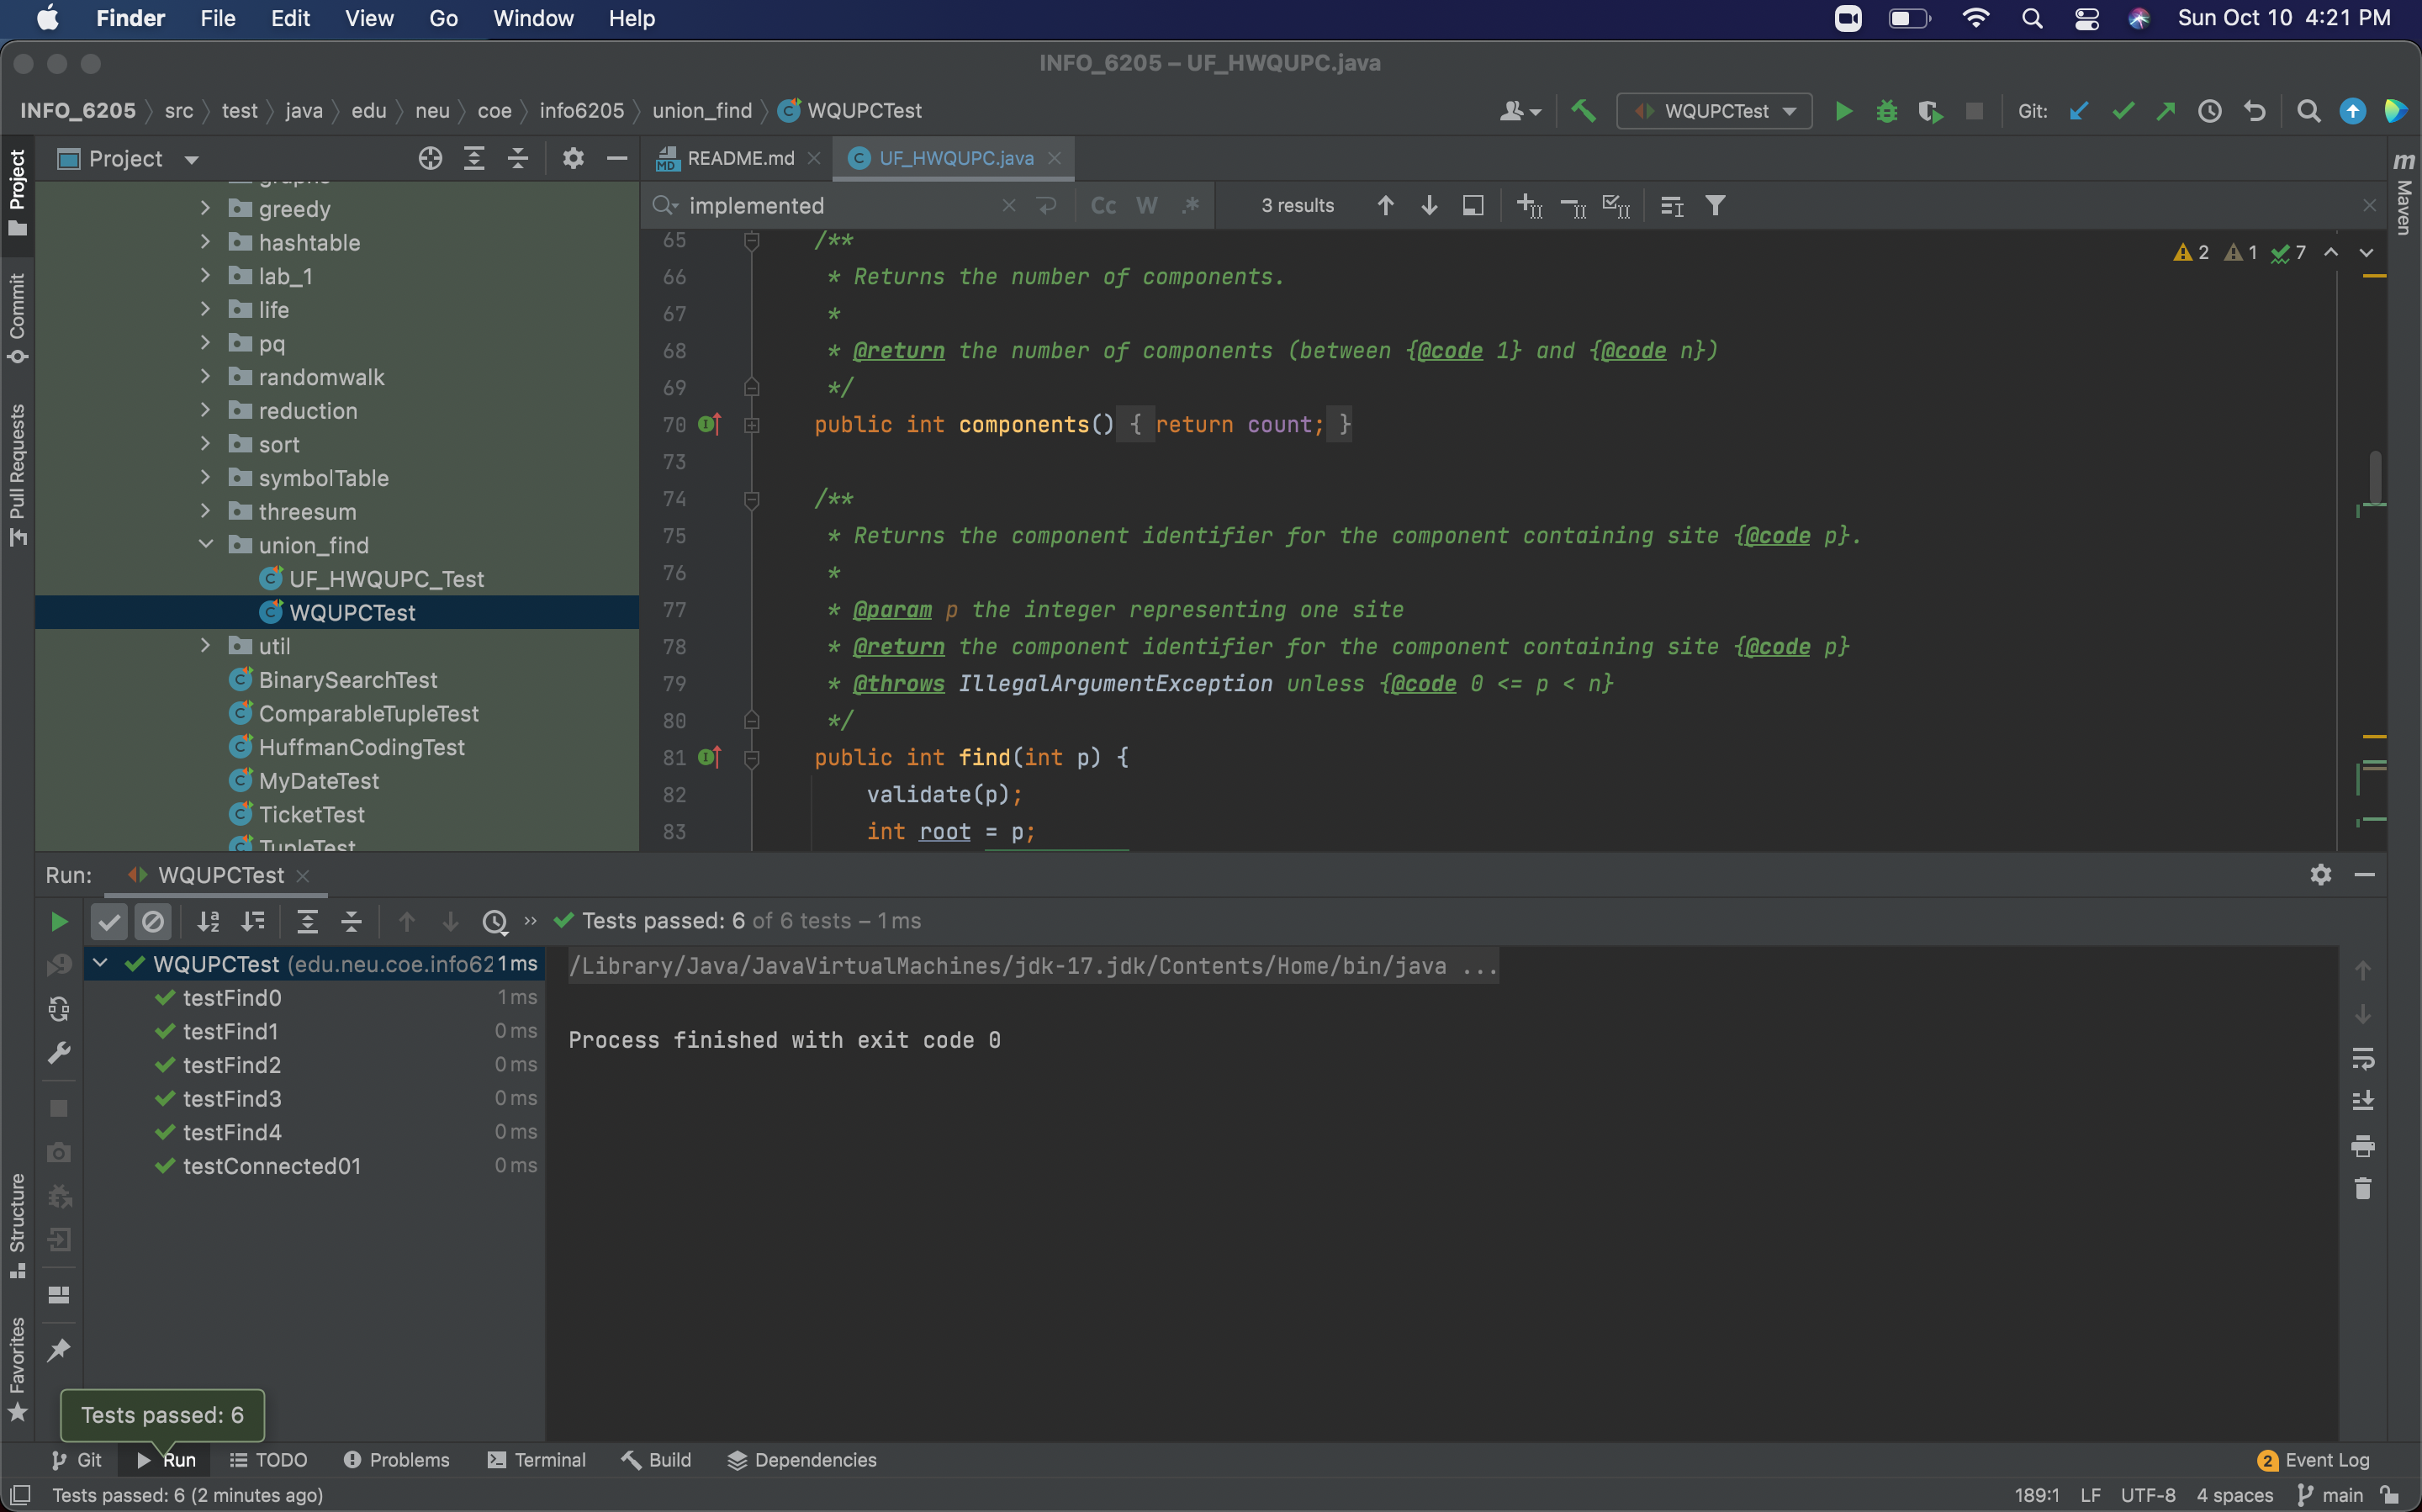 Finder File Edit View Go Window Help Sun Oct 10 4:21 PM
INFO_6205 – UF_HWQUPC.java
INFO_6205 src test java edu neu coe info6205 union_find WQUPCTest WQUPCTest Git:
Project README.md UF_HWQUPC.java
implemented Cc W .* 3 results
Project
Commit
Pull Requests
Structure
Favorites
m Maven
graphs
greedy
hashtable
lab_1
life
pq
randomwalk
reduction
sort
symbolTable
threesum
union_find
UF_HWQUPC_Test
WQUPCTest
util
BinarySearchTest
ComparableTupleTest
HuffmanCodingTest
MyDateTest
TicketTest
TupleTest
2 1 7
65 /**
66 * Returns the number of components.
67 *
68 * @return the number of components (between {@code 1} and {@code n})
69 */
70 public int components() { return count; }
73
74 /**
75 * Returns the component identifier for the component containing site {@code p}.
76 *
77 * @param p the integer representing one site
78 * @return the component identifier for the component containing site {@code p}
79 * @throws IllegalArgumentException unless {@code 0 <= p < n}
80 */
81 public int find(int p) {
82 validate(p);
83 int root = p;
Run: WQUPCTest
Tests passed: 6 of 6 tests – 1 ms
WQUPCTest (edu.neu.coe.info62 1 ms
testFind0 1 ms
testFind1 0 ms
testFind2 0 ms
testFind3 0 ms
testFind4 0 ms
testConnected01 0 ms
/Library/Java/JavaVirtualMachines/jdk-17.jdk/Contents/Home/bin/java ...
Process finished with exit code 0
Tests passed: 6
Git Run TODO Problems Terminal Build Dependencies 2 Event Log
Tests passed: 6 (2 minutes ago) 189:1 LF UTF-8 4 spaces main